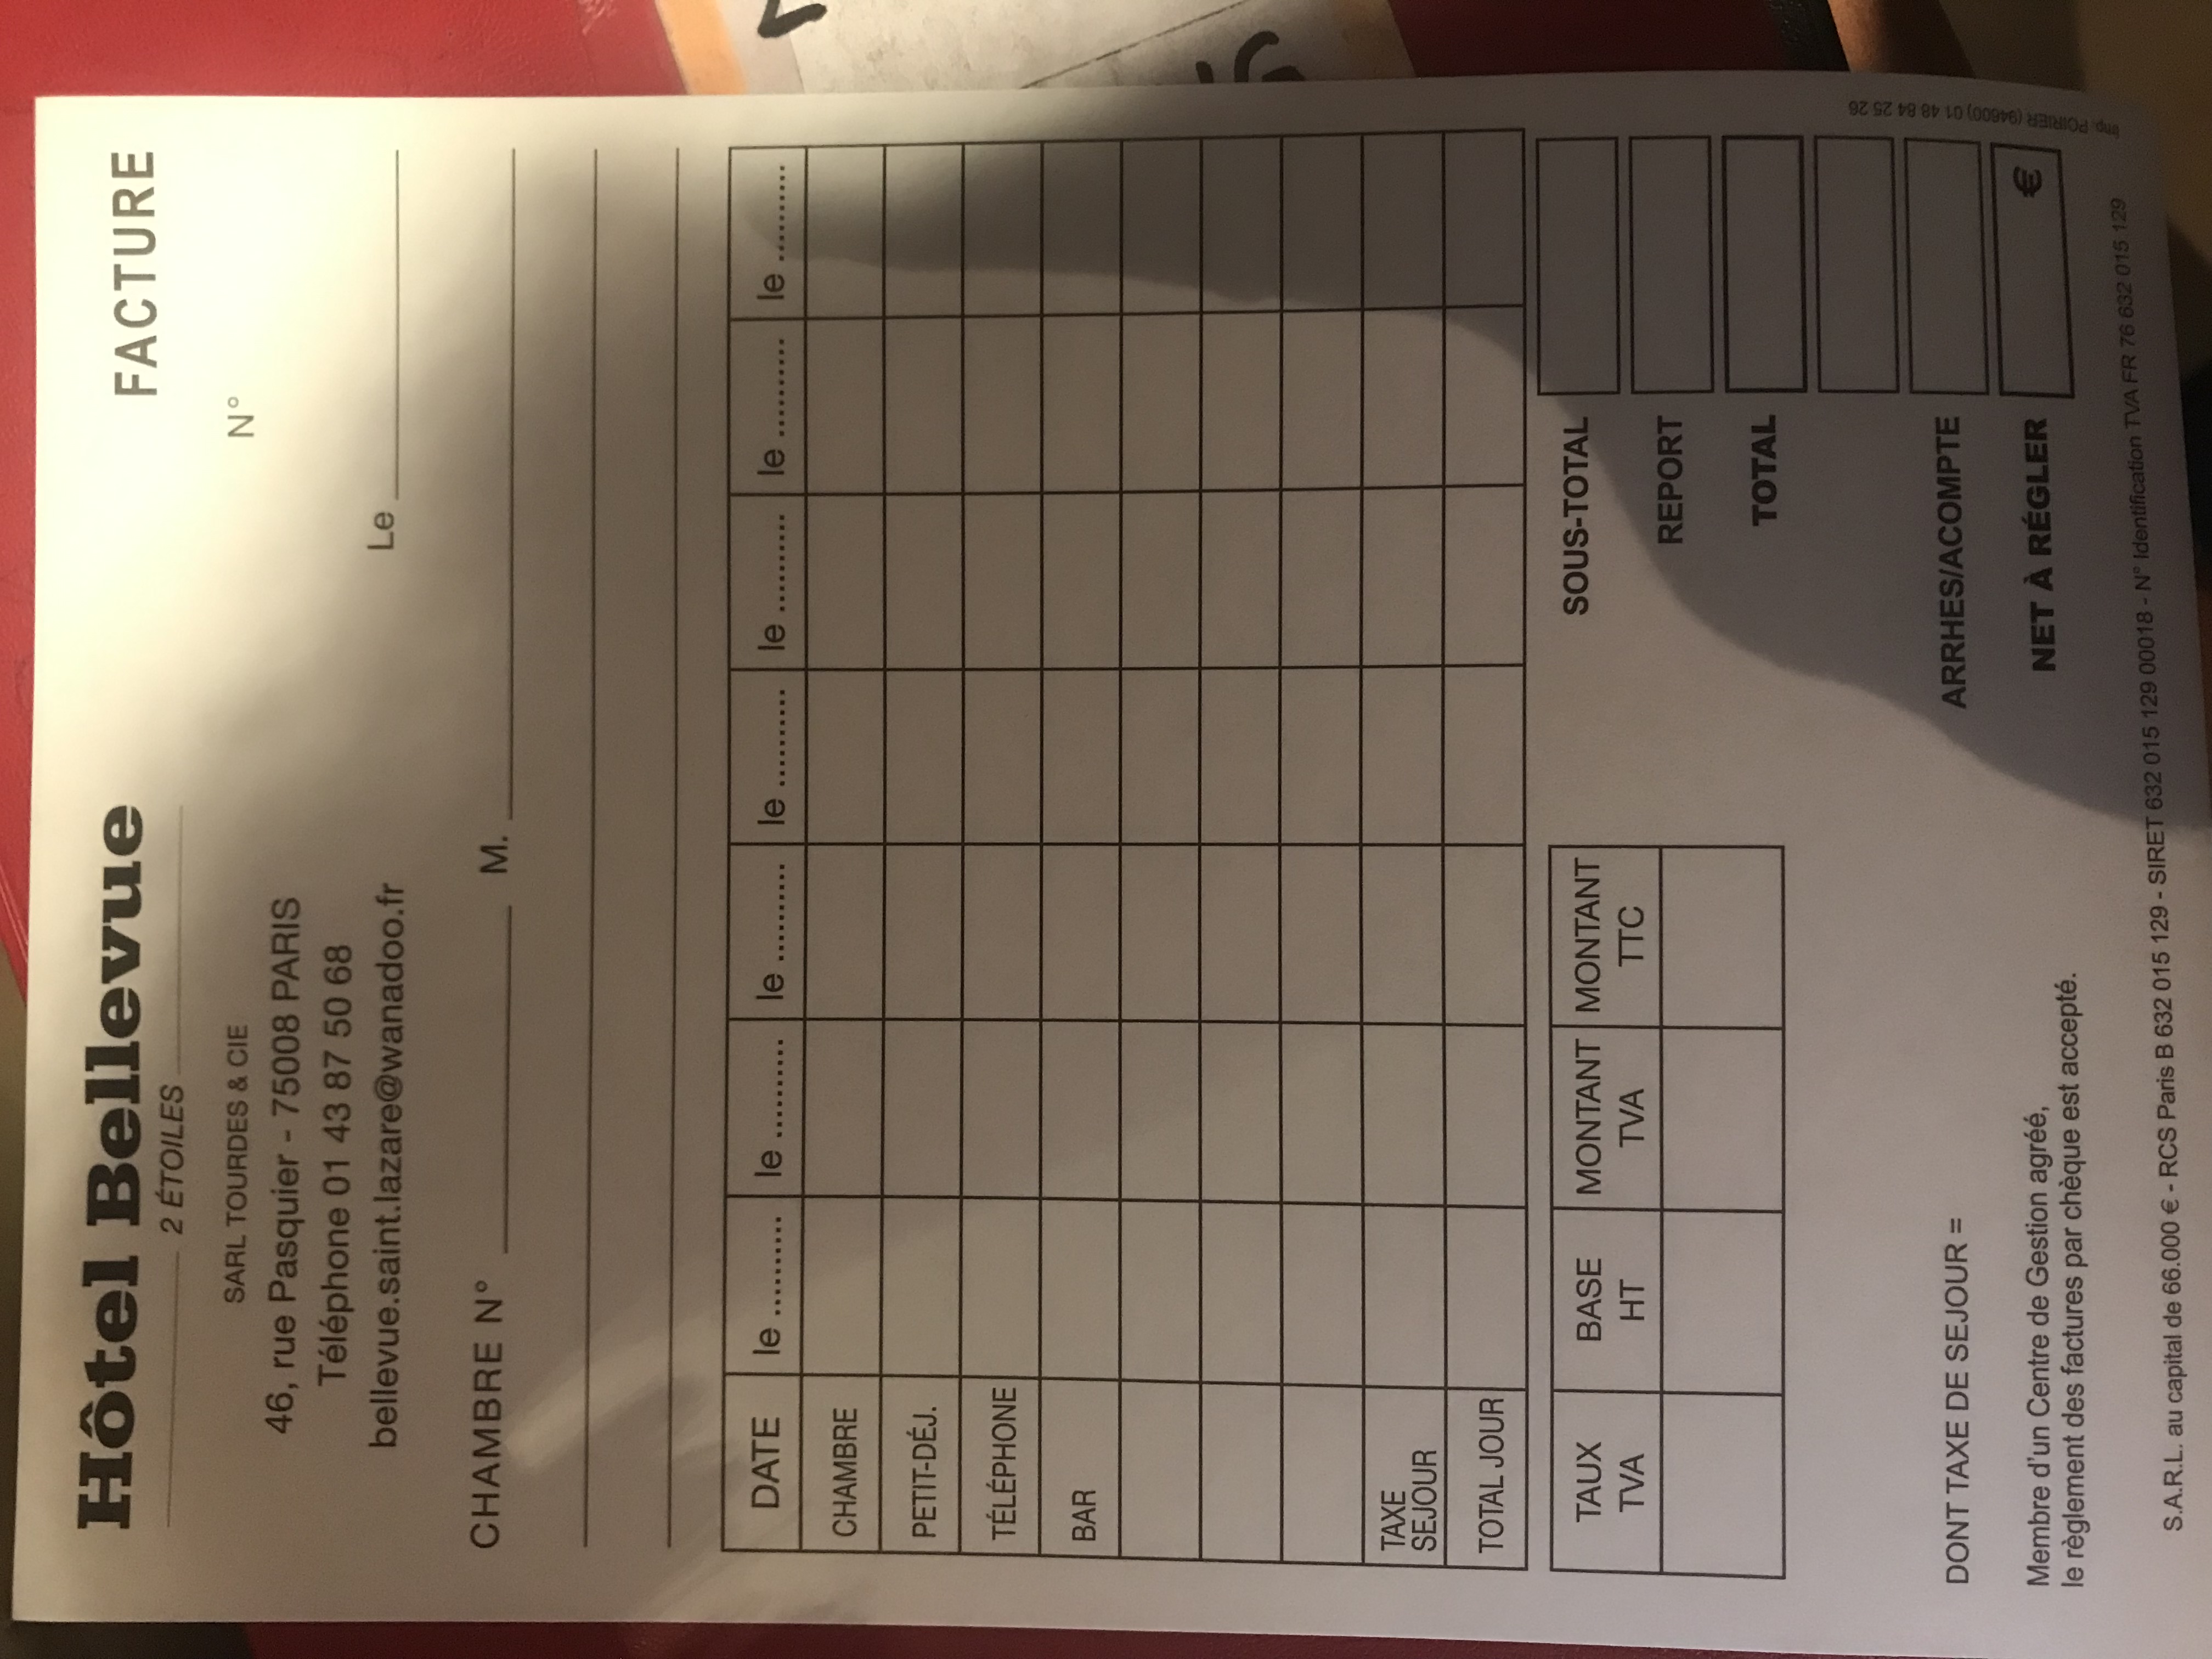 Hôtel Bellevue
2 ÉTOILES
FACTURE
SARL TOURDES & CIE
46, rue Pasquier - 75008 PARIS
Téléphone 01 43 87 50 68
bellevue.saint.lazare@wanadoo.fr
N°
Le
CHAMBRE N° M.
DATE le .......... le .......... le .......... le .......... le .......... le .......... le ..........
CHAMBRE
PETIT-DÉJ.
TÉLÉPHONE
BAR
TAXE
SEJOUR
TOTAL JOUR
TAUX TVA BASE HT MONTANT TVA MONTANT TTC
SOUS-TOTAL
REPORT
TOTAL
ARRHES/ACOMPTE
NET À RÉGLER €
DONT TAXE DE SEJOUR =
Membre d'un Centre de Gestion agréé,
le règlement des factures par chèque est accepté.
S.A.R.L. au capital de 66.000 € - RCS Paris B 632 015 129 - SIRET 632 015 129 00018 - N° Identification TVA FR 76 632 015 129
Imp. POIRIER (94600) 01 48 84 25 26